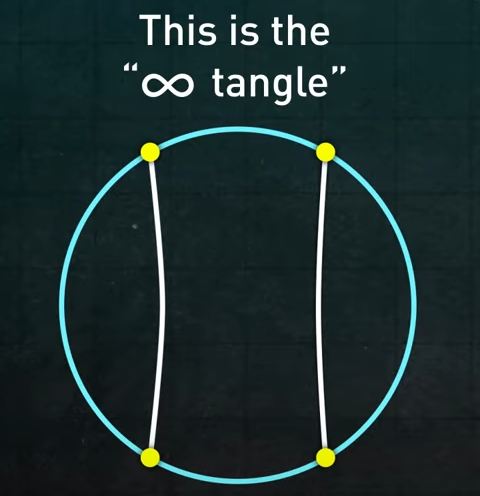 This is the
“∞ tangle”